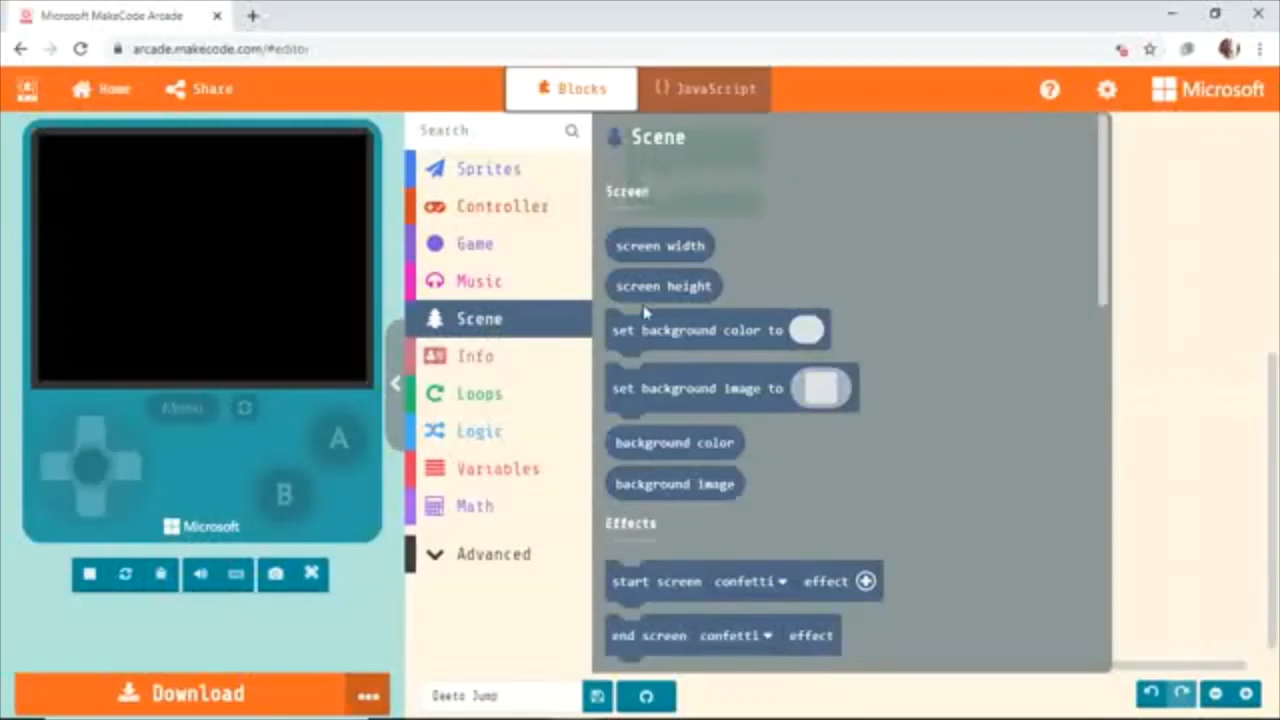 Microsoft MakeCode Arcade
arcade.makecode.com/#editor
Home
Share
Blocks
{} JavaScript
Microsoft
Search
Sprites
Controller
Game
Music
Scene
Info
Loops
Logic
Variables
Math
Advanced
Scene
Screen
screen width
screen height
set background color to
set background image to
background color
background image
Effects
start screen confetti effect
end screen confetti effect
Menu
A
B
Microsoft
Download
Geeto Jump